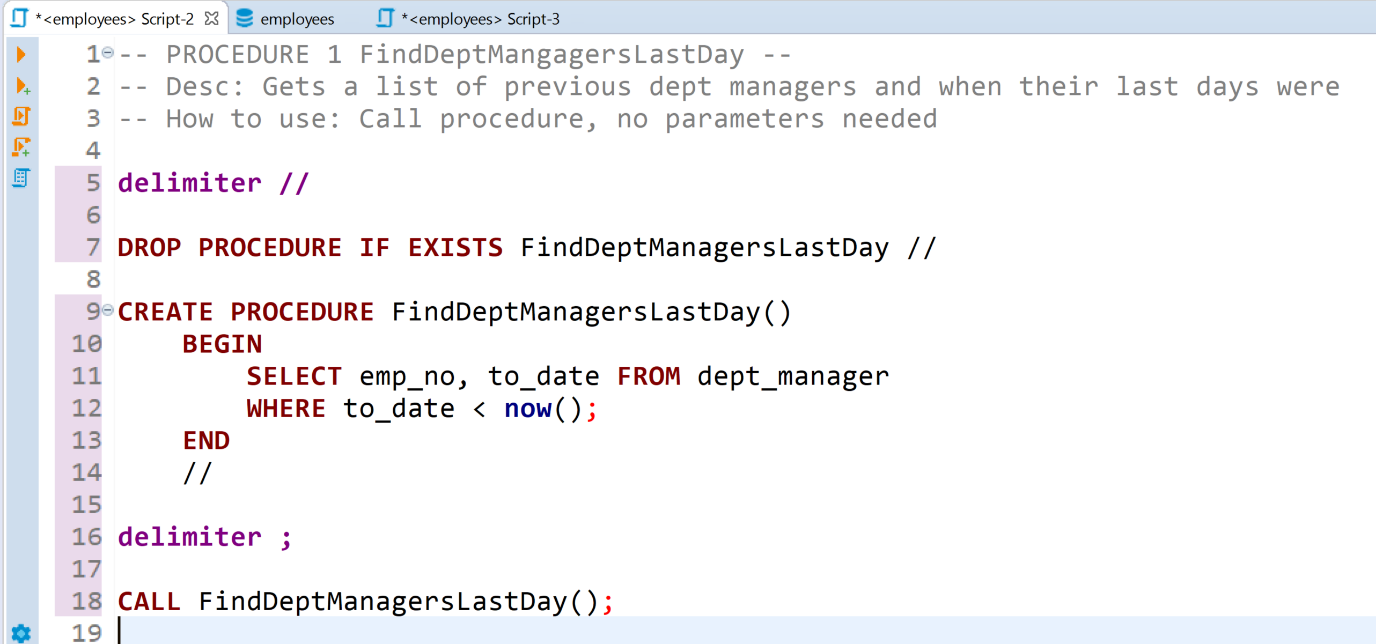 *<employees> Script-2 employees *<employees> Script-3
1 -- PROCEDURE 1 FindDeptMangagersLastDay --
2 -- Desc: Gets a list of previous dept managers and when their last days were
3 -- How to use: Call procedure, no parameters needed
4
5 delimiter //
6
7 DROP PROCEDURE IF EXISTS FindDeptManagersLastDay //
8
9 CREATE PROCEDURE FindDeptManagersLastDay()
10 BEGIN
11 SELECT emp_no, to_date FROM dept_manager
12 WHERE to_date < now();
13 END
14 //
15
16 delimiter ;
17
18 CALL FindDeptManagersLastDay();
19